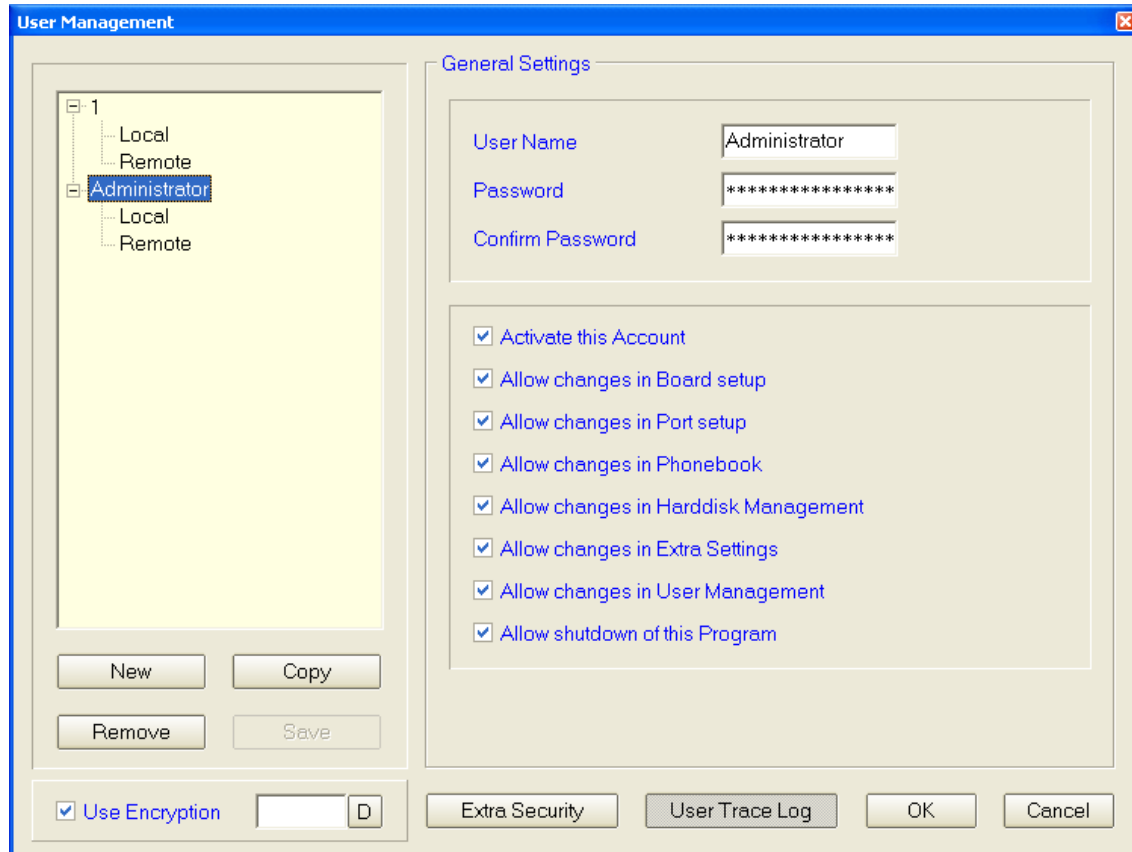 User Management
1
Local
Remote
Administrator
Local
Remote
New Copy
Remove Save
Use Encryption D
General Settings
User Name Administrator
Password ****************
Confirm Password ****************
Activate this Account
Allow changes in Board setup
Allow changes in Port setup
Allow changes in Phonebook
Allow changes in Harddisk Management
Allow changes in Extra Settings
Allow changes in User Management
Allow shutdown of this Program
Extra Security User Trace Log OK Cancel